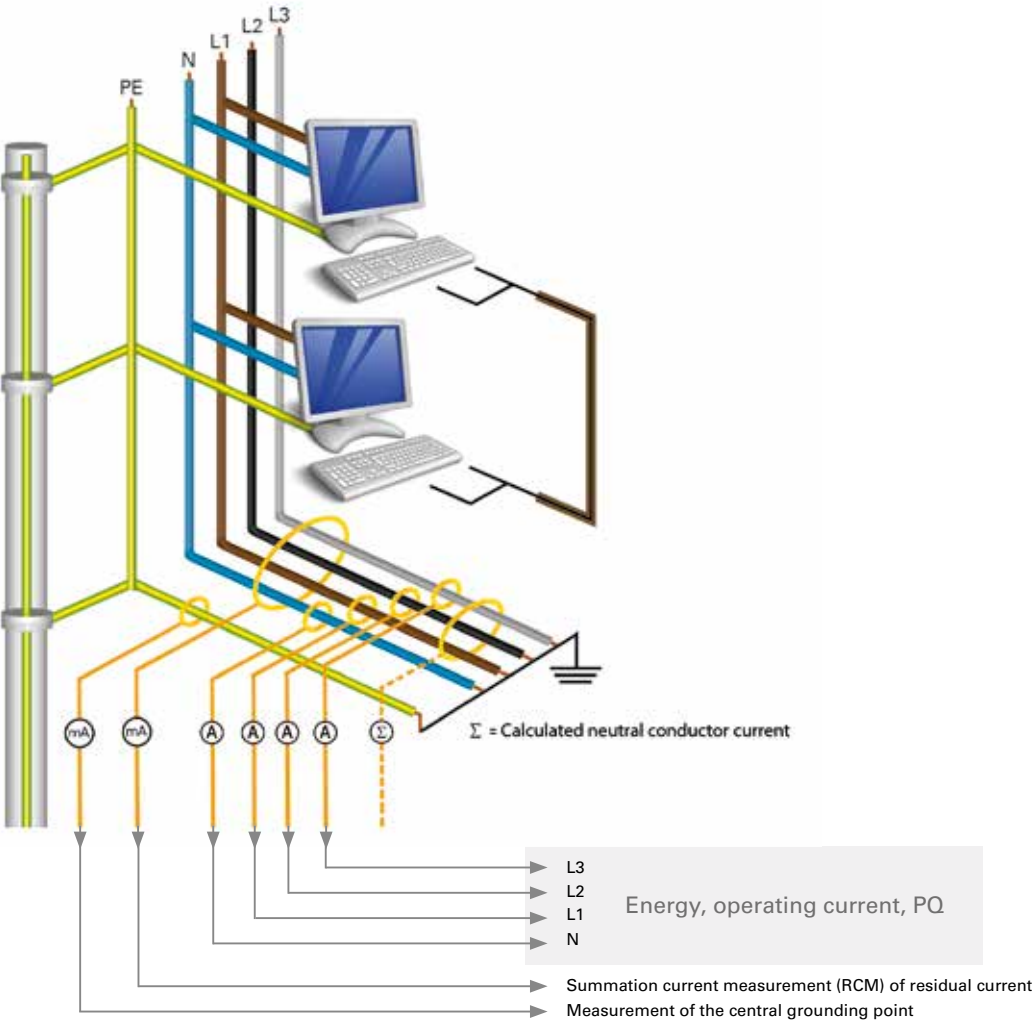 L3
L2
L1
N
PE
mA
mA
A
A
A
A
Σ
Σ = Calculated neutral conductor current
L3
L2
L1
N
Energy, operating current, PQ
Summation current measurement (RCM) of residual current
Measurement of the central grounding point